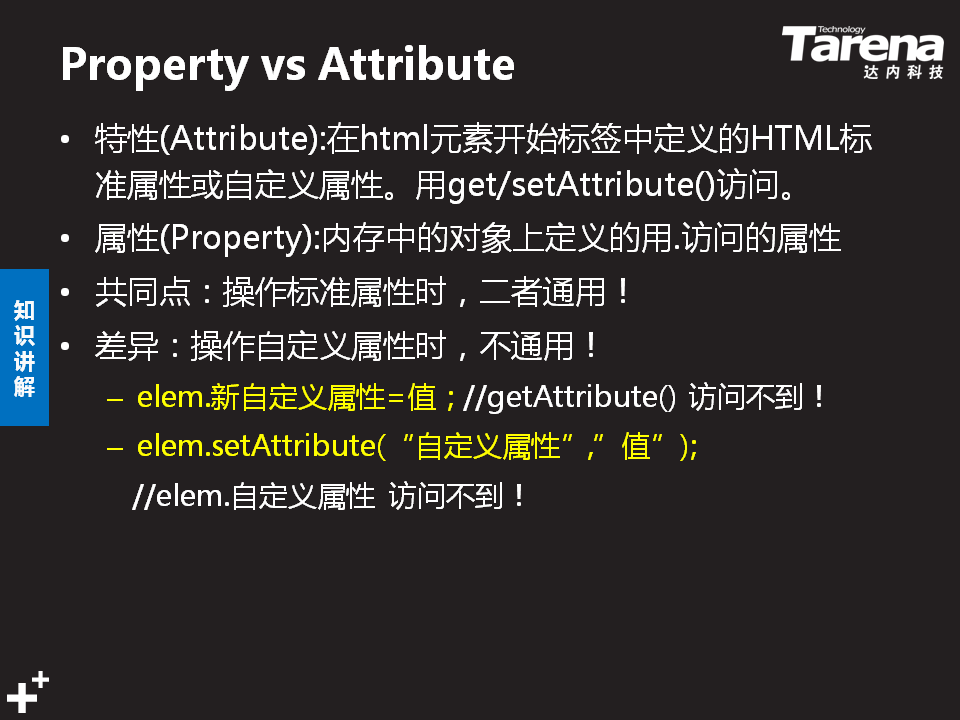 Property vs Attribute
Technology
Tarena
达内科技
• 特性(Attribute):在html元素开始标签中定义的HTML标
准属性或自定义属性。用get/setAttribute()访问。
• 属性(Property):内存中的对象上定义的用.访问的属性
• 共同点：操作标准属性时，二者通用！
• 差异：操作自定义属性时，不通用！
– elem.新自定义属性=值；//getAttribute() 访问不到！
– elem.setAttribute(“自定义属性”,”值”);
//elem.自定义属性 访问不到！
知
识
讲
解